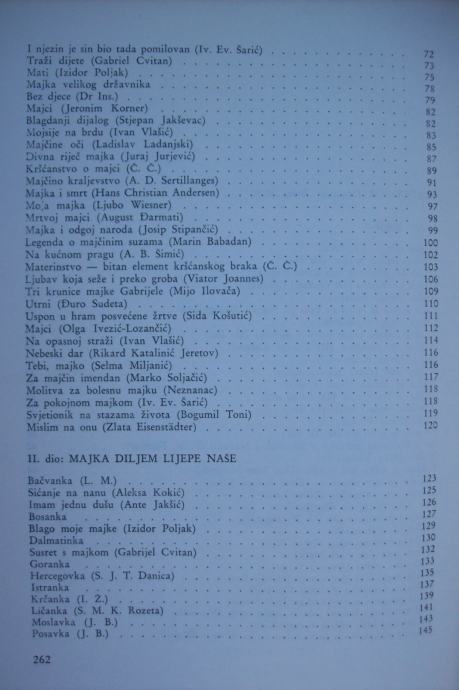 I njezin je sin bio tada pomilovan (Iv. Ev. Šarić) . . . . . . . . . . . . 72
Traži dijete (Gabriel Cvitan) . . . . . . . . . . . . 73
Mati (Izidor Poljak) . . . . . . . . . . . . 75
Majka velikog državnika . . . . . . . . . . . . 78
Bez djece (Dr Ins.) . . . . . . . . . . . . 79
Majci (Jeronim Korner) . . . . . . . . . . . . 82
Blagdanji dijalog (Stjepan Jakševac) . . . . . . . . . . . . 82
Mojsije na brdu (Ivan Vlašić) . . . . . . . . . . . . 83
Majčine oči (Ladislav Ladanjski) . . . . . . . . . . . . 85
Divna riječ majka (Juraj Jurjević) . . . . . . . . . . . . 87
Kršćanstvo o majci (Č. Č.) . . . . . . . . . . . . 89
Majčino kraljevstvo (A. D. Sertillanges) . . . . . . . . . . . . 91
Majka i smrt (Hans Christian Andersen) . . . . . . . . . . . . 93
Moja majka (Ljubo Wiesner) . . . . . . . . . . . . 97
Mrtvoj majci (August Đarmati) . . . . . . . . . . . . 98
Majka i odgoj naroda (Josip Stipančić) . . . . . . . . . . . . 99
Legenda o majčinim suzama (Marin Babadan) . . . . . . . . . . . . 100
Na kućnom pragu (A. B. Šimić) . . . . . . . . . . . . 102
Materinstvo — bitan element kršćanskog braka (Č. Č.) . . . . . . . . . . . . 103
Ljubav koja seže i preko groba (Viator Joannes) . . . . . . . . . . . . 106
Tri krunice majke Gabrijele (Mijo Ilovača) . . . . . . . . . . . . 109
Utrni (Đuro Sudeta) . . . . . . . . . . . . 110
Uspon u hram posvećene žrtve (Sida Košutić) . . . . . . . . . . . . 111
Majci (Olga Ivezić-Lozančić) . . . . . . . . . . . . 112
Na opasnoj straži (Ivan Vlašić) . . . . . . . . . . . . 114
Nebeski dar (Rikard Katalinić Jeretov) . . . . . . . . . . . . 116
Tebi, majko (Selma Miljanić) . . . . . . . . . . . . 116
Za majčin imendan (Marko Soljačić) . . . . . . . . . . . . 117
Molitva za bolesnu majku (Neznanac) . . . . . . . . . . . . 118
Za pokojnom majkom (Iv. Ev. Šarić) . . . . . . . . . . . . 118
Svjetionik na stazama života (Bogumil Toni) . . . . . . . . . . . . 119
Mislim na onu (Zlata Eisenstädter) . . . . . . . . . . . . 120
II. dio: MAJKA DILJEM LIJEPE NAŠE
Bačvanka (L. M.) . . . . . . . . . . . . 123
Sićanje na nanu (Aleksa Kokić) . . . . . . . . . . . . 125
Imam jednu dušu (Ante Jakšić) . . . . . . . . . . . . 126
Bosanka . . . . . . . . . . . . 127
Blago moje majke (Izidor Poljak) . . . . . . . . . . . . 129
Dalmatinka . . . . . . . . . . . . 130
Susret s majkom (Gabrijel Cvitan) . . . . . . . . . . . . 132
Goranka . . . . . . . . . . . . 133
Hercegovka (S. J. T. Danica) . . . . . . . . . . . . 135
Istranka . . . . . . . . . . . . 137
Krčanka (I. Ž.) . . . . . . . . . . . . 139
Ličanka (S. M. K. Rozeta) . . . . . . . . . . . . 141
Moslavka (J. B.) . . . . . . . . . . . . 143
Posavka (J. B.) . . . . . . . . . . . . 145
262